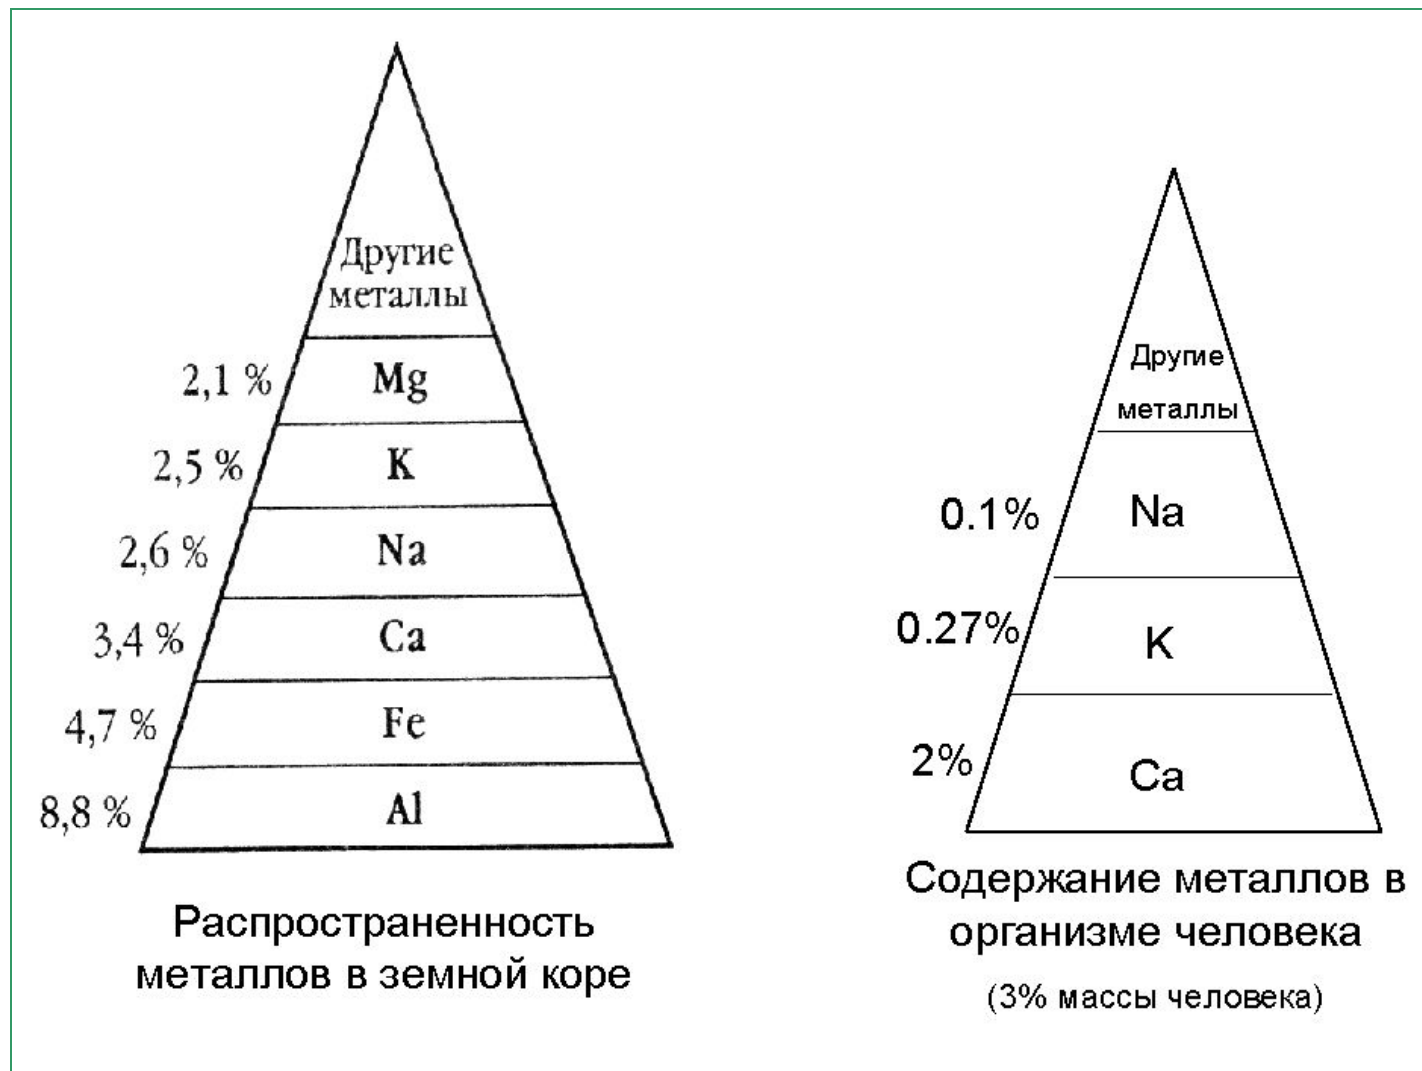 Другие
металлы
2,1 %
Mg
2,5 %
K
2,6 %
Na
3,4 %
Ca
4,7 %
Fe
8,8 %
Al
Распространенность
металлов в земной коре
Другие
металлы
0.1%
Na
0.27%
K
2%
Ca
Содержание металлов в
организме человека
(3% массы человека)